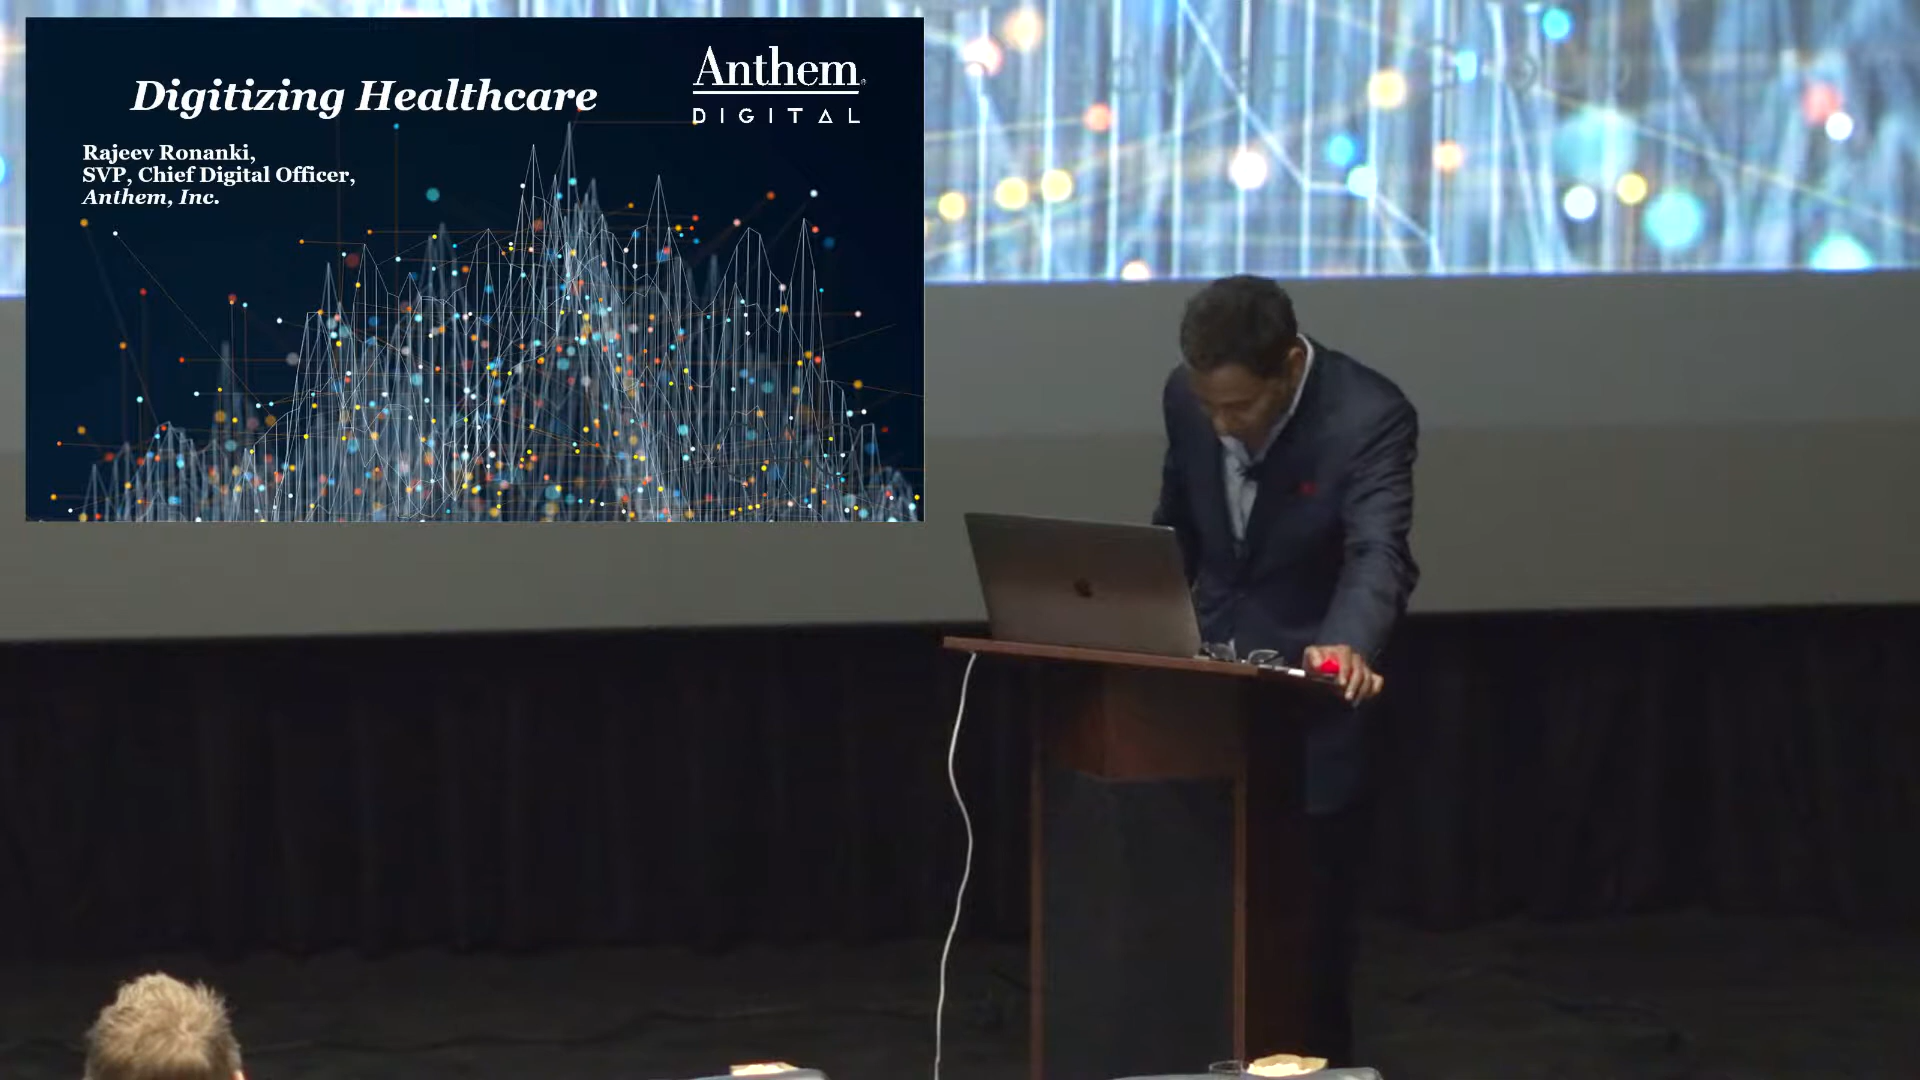 Digitizing Healthcare
Anthem
DIGITAL
Rajeev Ronanki,
SVP, Chief Digital Officer,
Anthem, Inc.